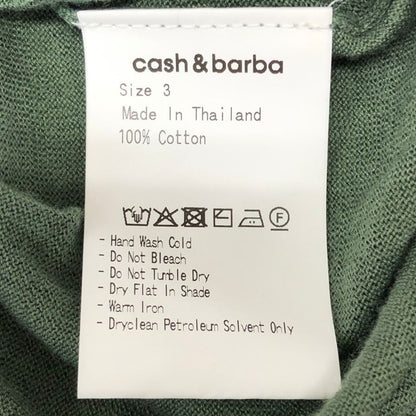 cash & barba
Size 3
Made In Thailand
100% Cotton
F
- Hand Wash Cold
- Do Not Bleach
- Do Not Tumble Dry
- Dry Flat In Shade
- Warm Iron
- Dryclean Petroleum Solvent Only